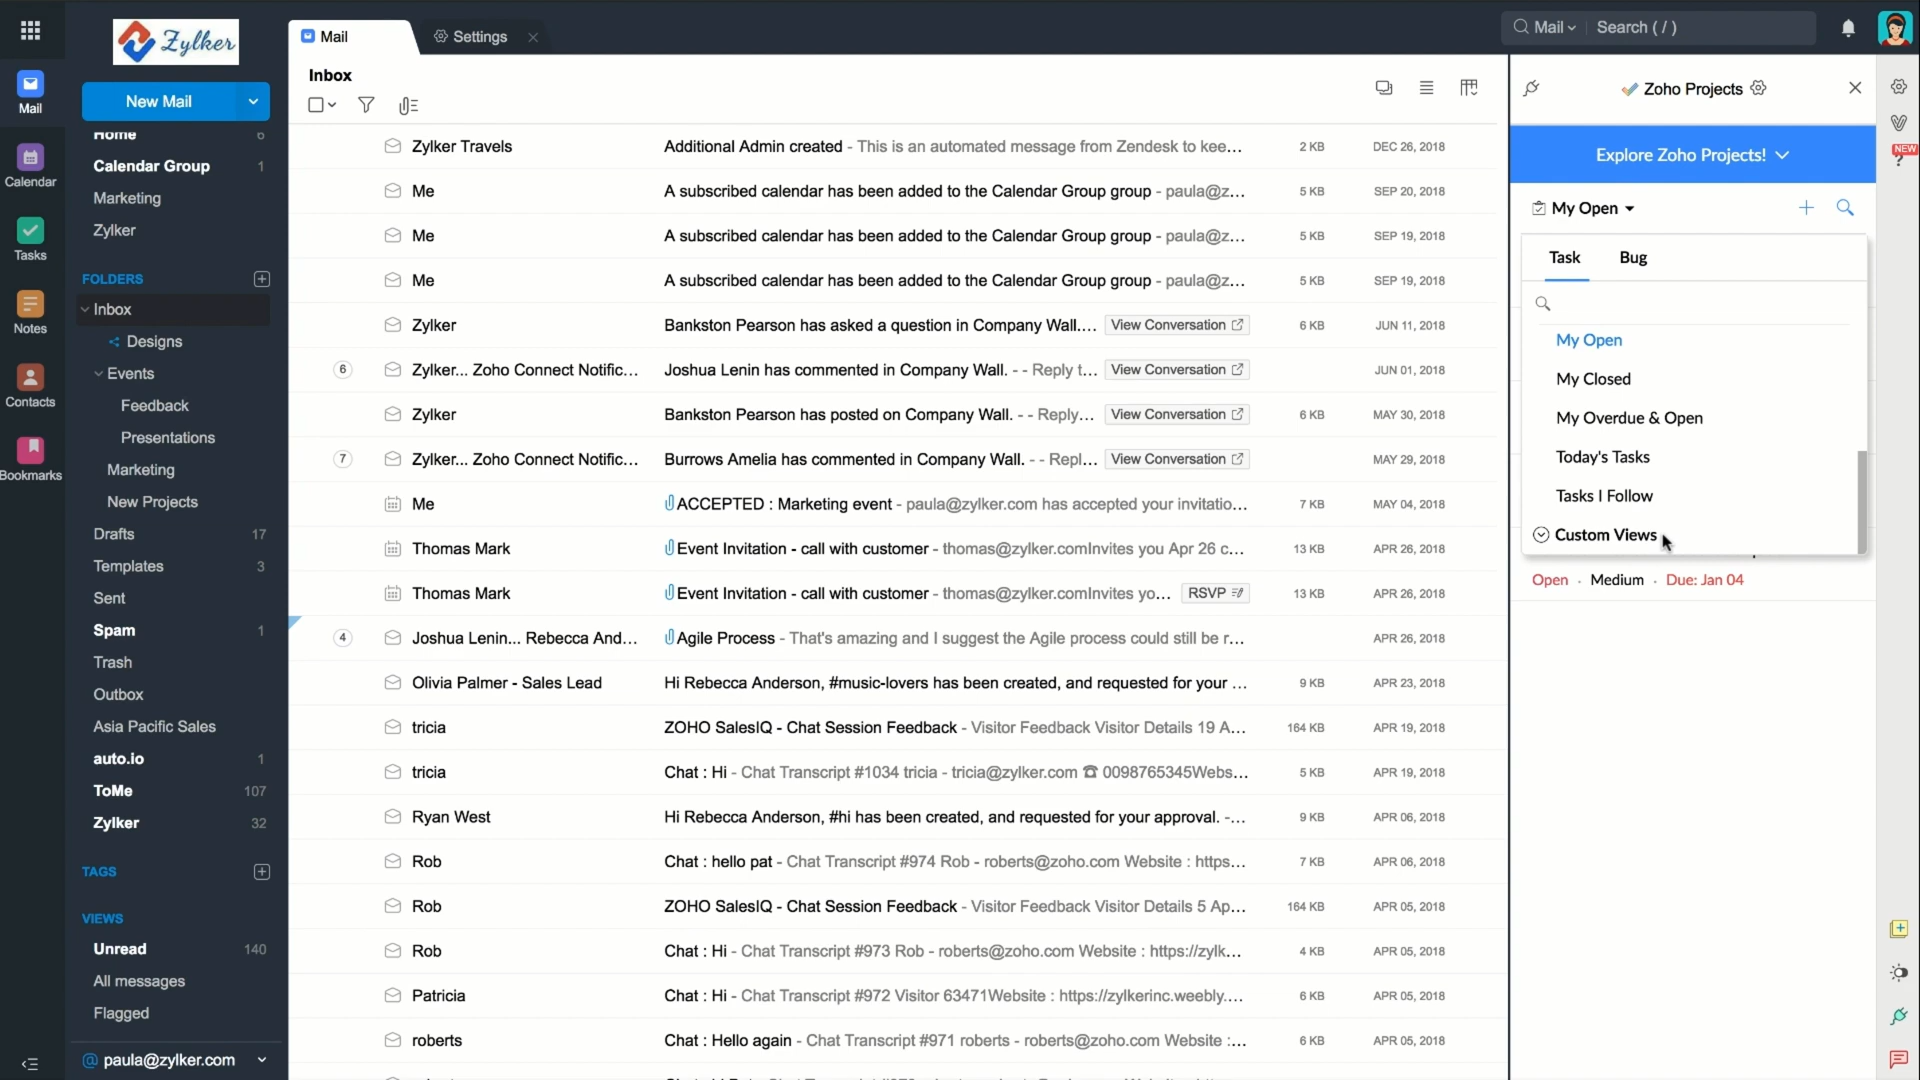 Zylker
Mail
Settings
Mail
Search ( / )
Mail
Calendar
Tasks
Notes
Contacts
Bookmarks
New Mail
Home 6
Calendar Group 1
Marketing
Zylker
FOLDERS
Inbox
Designs
Events
Feedback
Presentations
Marketing
New Projects
Drafts 17
Templates 3
Sent
Spam 1
Trash
Outbox
Asia Pacific Sales
auto.io 1
ToMe 107
Zylker 32
TAGS
VIEWS
Unread 140
All messages
Flagged
@ paula@zylker.com
Inbox
Zylker Travels Additional Admin created - This is an automated message from Zendesk to kee... 2 KB DEC 26, 2018
Me A subscribed calendar has been added to the Calendar Group group - paula@z... 5 KB SEP 20, 2018
Me A subscribed calendar has been added to the Calendar Group group - paula@z... 5 KB SEP 19, 2018
Me A subscribed calendar has been added to the Calendar Group group - paula@z... 5 KB SEP 19, 2018
Zylker Bankston Pearson has asked a question in Company Wall.... View Conversation 6 KB JUN 11, 2018
6 Zylker... Zoho Connect Notific... Joshua Lenin has commented in Company Wall. - - Reply t... View Conversation JUN 01, 2018
Zylker Bankston Pearson has posted on Company Wall. - - Reply... View Conversation 6 KB MAY 30, 2018
7 Zylker... Zoho Connect Notific... Burrows Amelia has commented in Company Wall. - - Repl... View Conversation MAY 29, 2018
Me ACCEPTED : Marketing event - paula@zylker.com has accepted your invitatio... 7 KB MAY 04, 2018
Thomas Mark Event Invitation - call with customer - thomas@zylker.comInvites you Apr 26 c... 13 KB APR 26, 2018
Thomas Mark Event Invitation - call with customer - thomas@zylker.comInvites yo... RSVP 13 KB APR 26, 2018
4 Joshua Lenin... Rebecca And... Agile Process - That's amazing and I suggest the Agile process could still be r... APR 26, 2018
Olivia Palmer - Sales Lead Hi Rebecca Anderson, #music-lovers has been created, and requested for your ... 9 KB APR 23, 2018
tricia ZOHO SalesIQ - Chat Session Feedback - Visitor Feedback Visitor Details 19 A... 164 KB APR 19, 2018
tricia Chat : Hi - Chat Transcript #1034 tricia - tricia@zylker.com ☎ 0098765345Webs... 5 KB APR 19, 2018
Ryan West Hi Rebecca Anderson, #hi has been created, and requested for your approval. -... 9 KB APR 06, 2018
Rob Chat : hello pat - Chat Transcript #974 Rob - roberts@zoho.com Website : https... 7 KB APR 06, 2018
Rob ZOHO SalesIQ - Chat Session Feedback - Visitor Feedback Visitor Details 5 Ap... 164 KB APR 05, 2018
Rob Chat : Hi - Chat Transcript #973 Rob - roberts@zoho.com Website : https://zylk... 4 KB APR 05, 2018
Patricia Chat : Hi - Chat Transcript #972 Visitor 63471Website : https://zylkerinc.weebly.... 6 KB APR 05, 2018
roberts Chat : Hello again - Chat Transcript #971 roberts - roberts@zoho.com Website :... 6 KB APR 05, 2018
Zoho Projects
Explore Zoho Projects!
My Open
Task Bug
My Open
My Closed
My Overdue & Open
Today's Tasks
Tasks I Follow
Custom Views
Open · Medium · Due: Jan 04
NEW